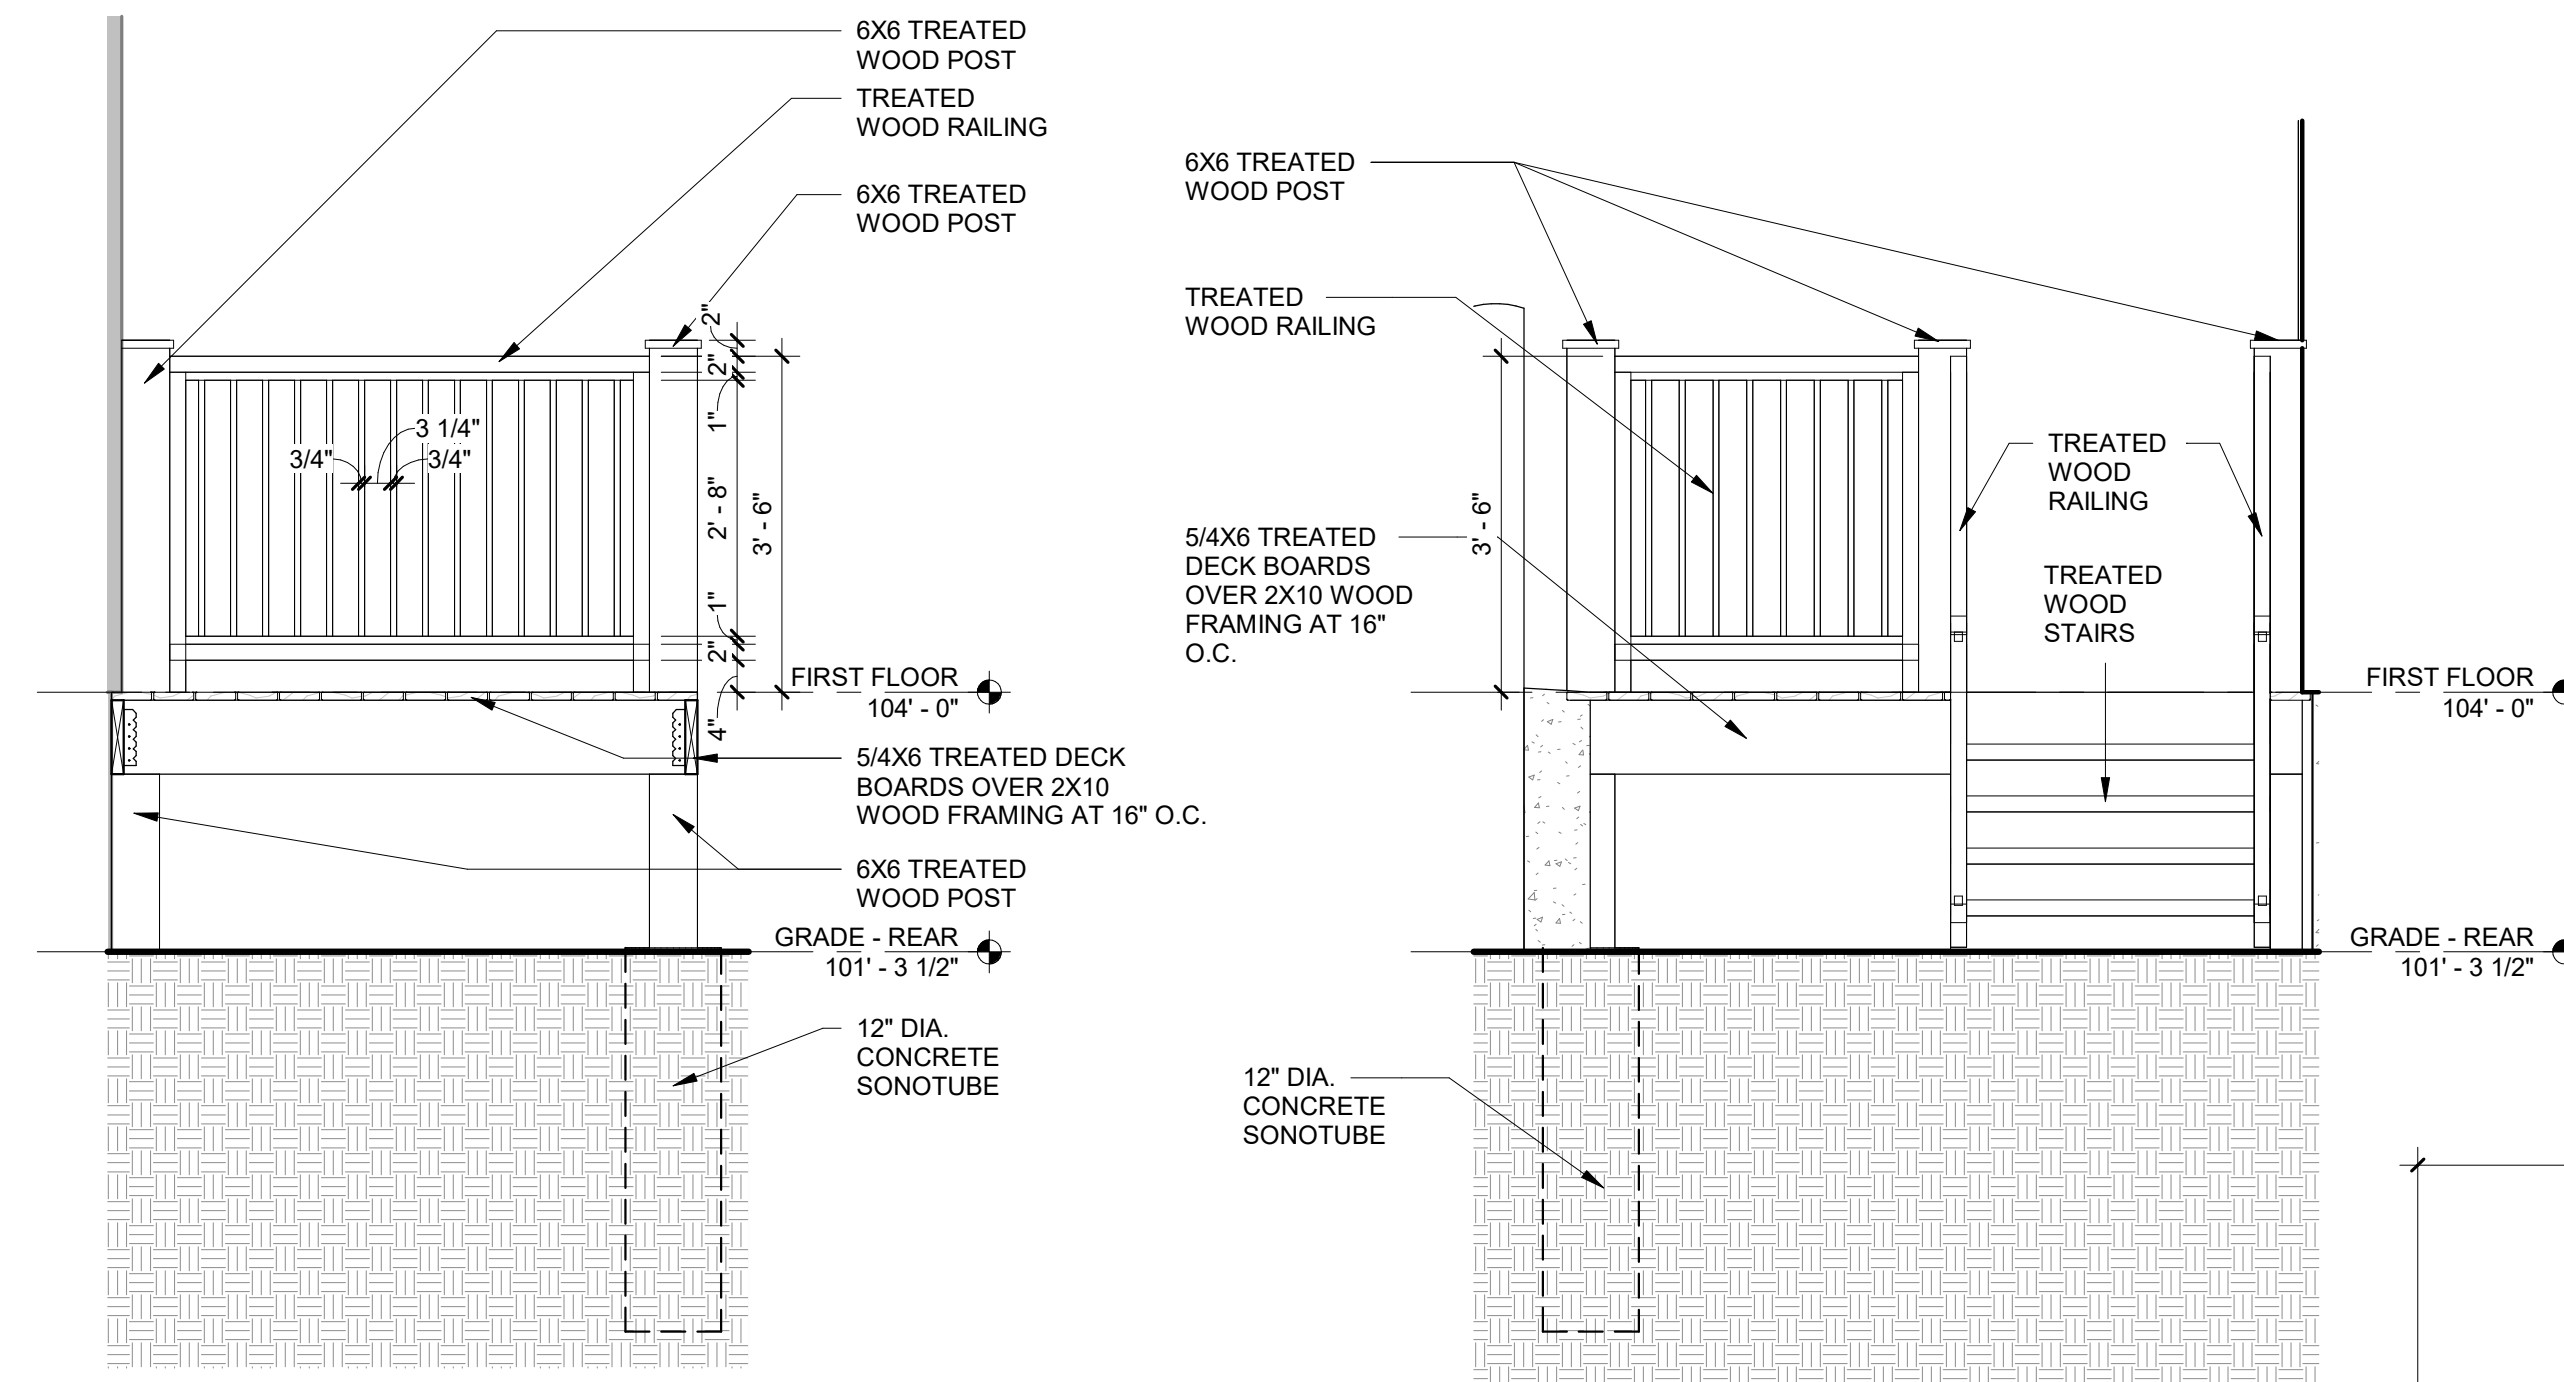 6X6 TREATED
WOOD POST
TREATED
WOOD RAILING
6X6 TREATED
WOOD POST
2"
2"
1"
3 1/4"
3/4"
3/4"
2' - 8"
3' - 6"
1"
2"
4"
FIRST FLOOR
104' - 0"
5/4X6 TREATED DECK
BOARDS OVER 2X10
WOOD FRAMING AT 16" O.C.
6X6 TREATED
WOOD POST
GRADE - REAR
101' - 3 1/2"
12" DIA.
CONCRETE
SONOTUBE
6X6 TREATED
WOOD POST
TREATED
WOOD RAILING
3' - 6"
5/4X6 TREATED
DECK BOARDS
OVER 2X10 WOOD
FRAMING AT 16"
O.C.
TREATED
WOOD
RAILING
TREATED
WOOD
STAIRS
FIRST FLOOR
104' - 0"
GRADE - REAR
101' - 3 1/2"
12" DIA.
CONCRETE
SONOTUBE